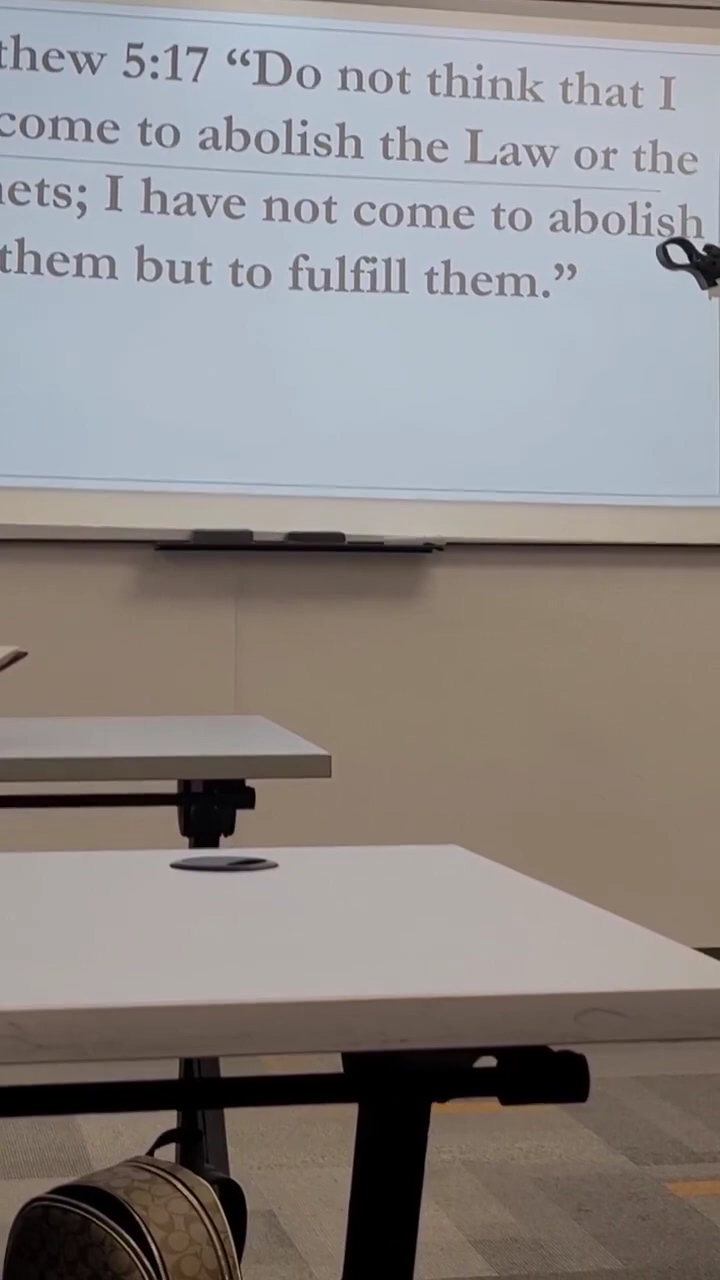 thew 5:17 “Do not think that I
come to abolish the Law or the
ets; I have not come to abolish
them but to fulfill them.”